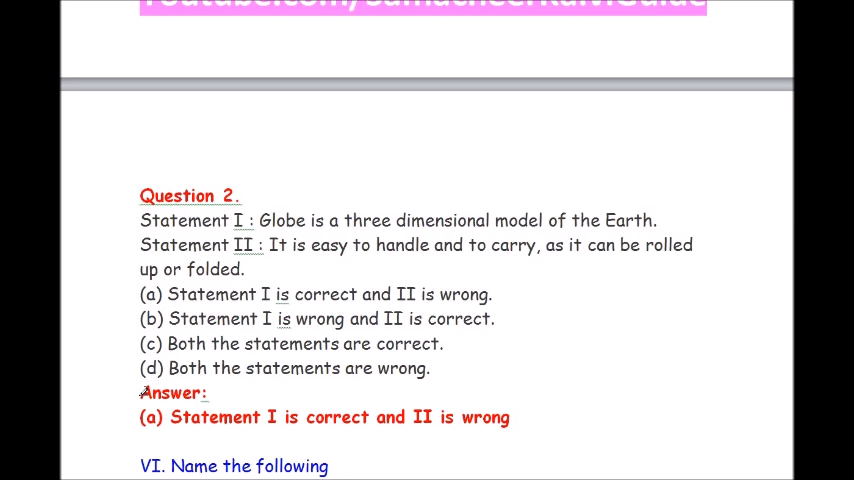 Question 2.
Statement I : Globe is a three dimensional model of the Earth.
Statement II : It is easy to handle and to carry, as it can be rolled
up or folded.
(a) Statement I is correct and II is wrong.
(b) Statement I is wrong and II is correct.
(c) Both the statements are correct.
(d) Both the statements are wrong.
Answer:
(a) Statement I is correct and II is wrong
VI. Name the following